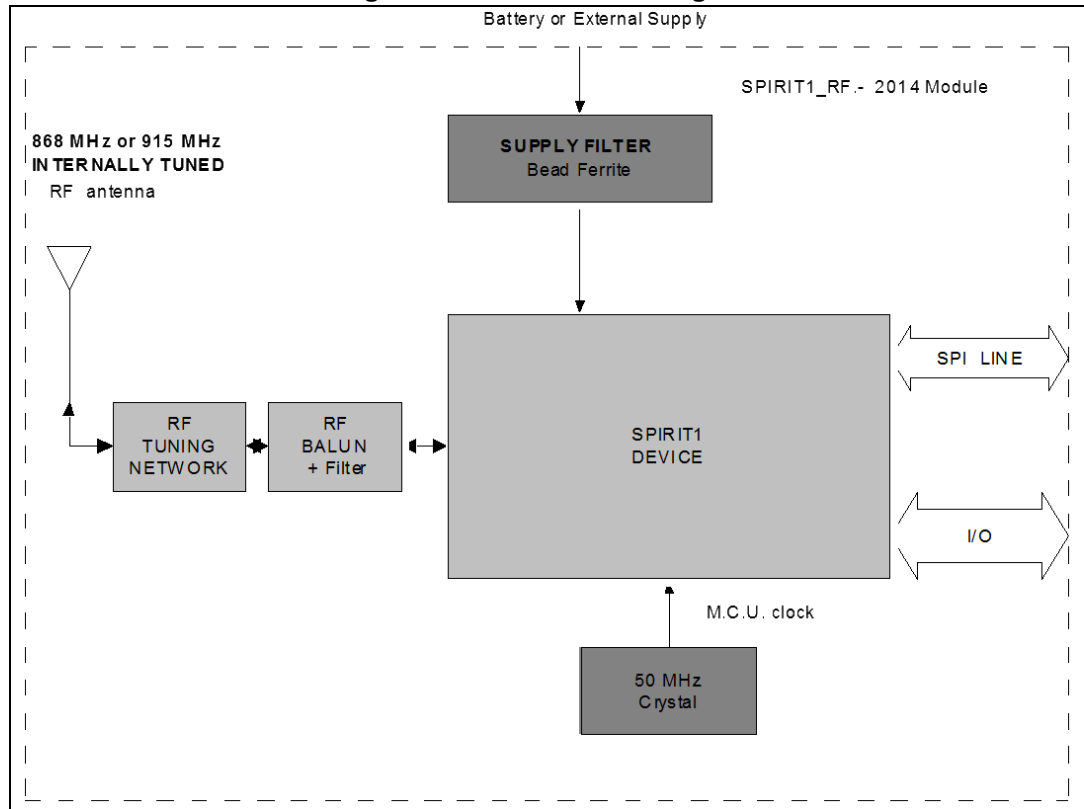 Battery or External Supply
SPIRIT1_RF.- 2014 Module
868 MHz or 915 MHz
INTERNALLY TUNED
RF antenna
SUPPLY FILTER
Bead Ferrite
SPI LINE
RF
TUNING
NETWORK
RF
BALUN
+ Filter
SPIRIT1
DEVICE
I/O
M.C.U. clock
50 MHz
Crystal